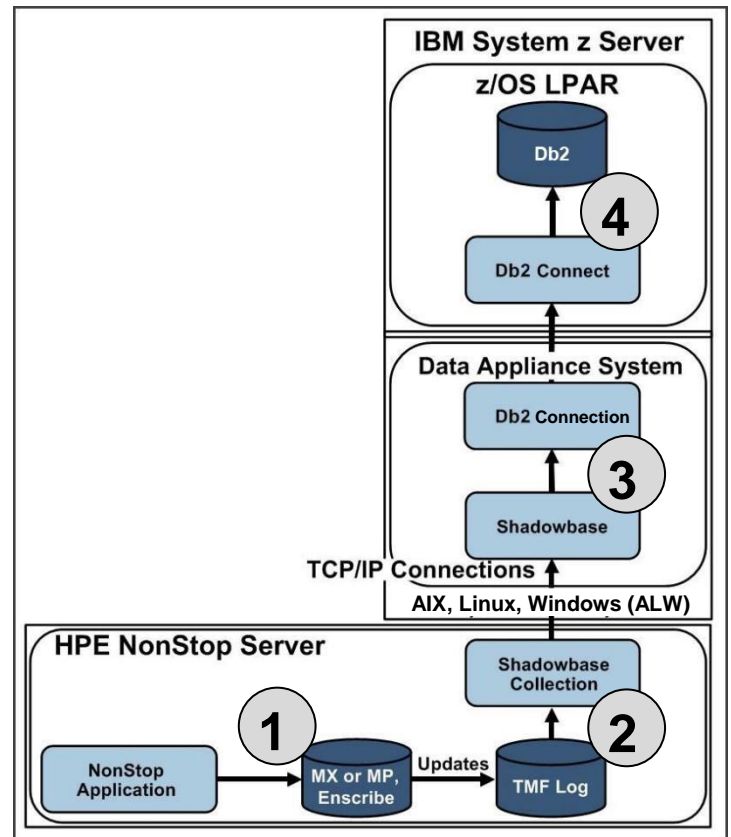 IBM System z Server
z/OS LPAR
Db2
4
Db2 Connect
Data Appliance System
Db2 Connection
3
Shadowbase
TCP/IP Connections
AIX, Linux, Windows (ALW)
HPE NonStop Server
Shadowbase
Collection
1
2
NonStop
Application
MX or MP,
Enscribe
Updates
TMF Log